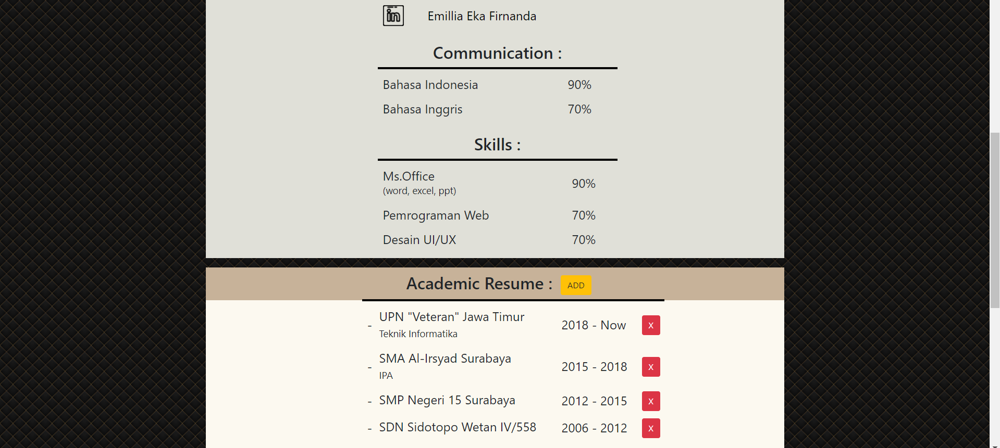 in Emillia Eka Firnanda
Communication :
Bahasa Indonesia 90%
Bahasa Inggris 70%
Skills :
Ms.Office
(word, excel, ppt) 90%
Pemrograman Web 70%
Desain UI/UX 70%
Academic Resume : ADD
- UPN "Veteran" Jawa Timur 2018 - Now X
Teknik Informatika
- SMA Al-Irsyad Surabaya 2015 - 2018 X
IPA
- SMP Negeri 15 Surabaya 2012 - 2015 X
- SDN Sidotopo Wetan IV/558 2006 - 2012 X